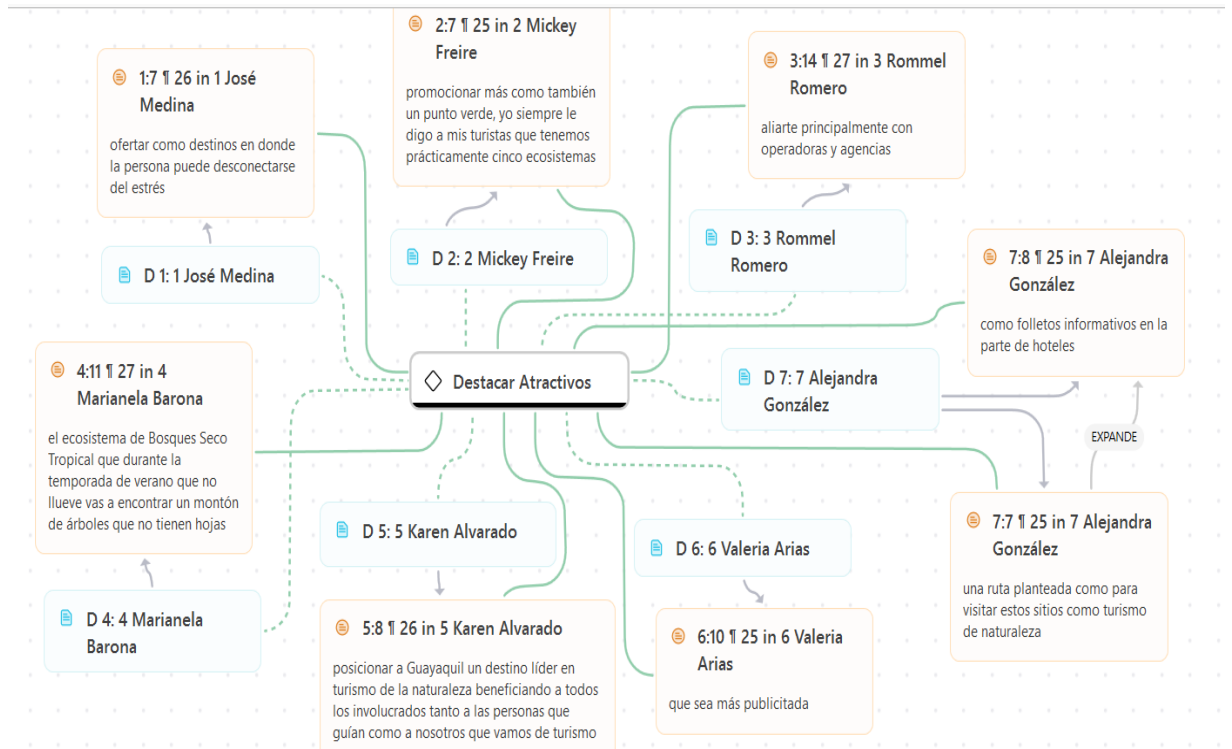 2:7 ¶ 25 in 2 Mickey
Freire
promocionar más como también
un punto verde, yo siempre le
digo a mis turistas que tenemos
prácticamente cinco ecosistemas
1:7 ¶ 26 in 1 José
Medina
ofertar como destinos en donde
la persona puede desconectarse
del estrés
3:14 ¶ 27 in 3 Rommel
Romero
aliarte principalmente con
operadoras y agencias
D 1: 1 José Medina
D 2: 2 Mickey Freire
D 3: 3 Rommel
Romero
7:8 ¶ 25 in 7 Alejandra
González
como folletos informativos en la
parte de hoteles
4:11 ¶ 27 in 4
Marianela Barona
el ecosistema de Bosques Seco
Tropical que durante la
temporada de verano que no
llueve vas a encontrar un montón
de árboles que no tienen hojas
Destacar Atractivos
D 7: 7 Alejandra
González
EXPANDE
D 5: 5 Karen Alvarado
D 6: 6 Valeria Arias
7:7 ¶ 25 in 7 Alejandra
González
una ruta planteada como para
visitar estos sitios como turismo
de naturaleza
D 4: 4 Marianela
Barona
5:8 ¶ 26 in 5 Karen Alvarado
posicionar a Guayaquil un destino líder en
turismo de la naturaleza beneficiando a todos
los involucrados tanto a las personas que
guían como a nosotros que vamos de turismo
6:10 ¶ 25 in 6 Valeria
Arias
que sea más publicitada